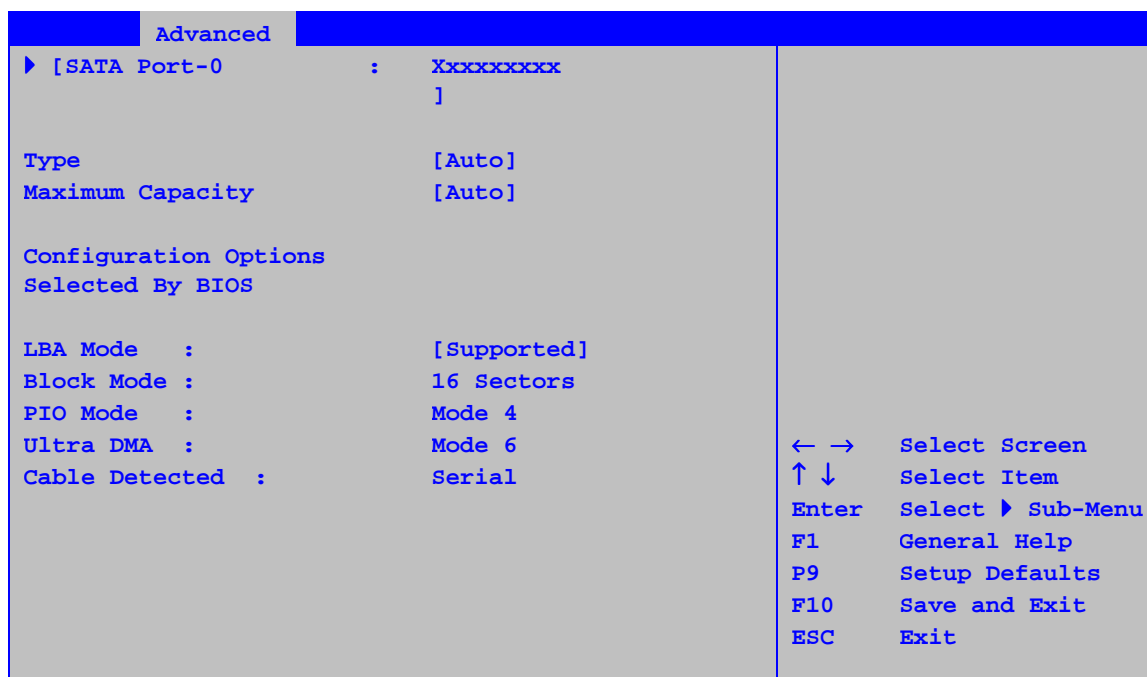 Advanced
[SATA Port-0 : Xxxxxxxxx
]
Type [Auto]
Maximum Capacity [Auto]
Configuration Options
Selected By BIOS
LBA Mode : [Supported]
Block Mode : 16 Sectors
PIO Mode : Mode 4
Ultra DMA : Mode 6
Cable Detected : Serial
← → Select Screen
↑ ↓ Select Item
Enter Select Sub-Menu
F1 General Help
P9 Setup Defaults
F10 Save and Exit
ESC Exit